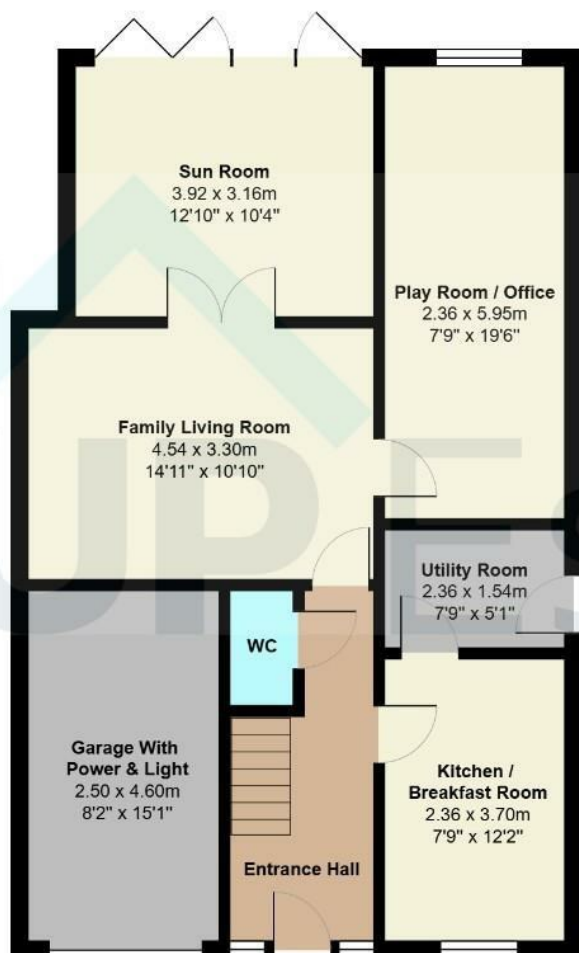 Sun Room
3.92 x 3.16m
12'10" x 10'4"
Play Room / Office
2.36 x 5.95m
7'9" x 19'6"
Family Living Room
4.54 x 3.30m
14'11" x 10'10"
Utility Room
2.36 x 1.54m
7'9" x 5'1"
WC
Garage With
Power & Light
2.50 x 4.60m
8'2" x 15'1"
Kitchen /
Breakfast Room
2.36 x 3.70m
7'9" x 12'2"
Entrance Hall
UPES